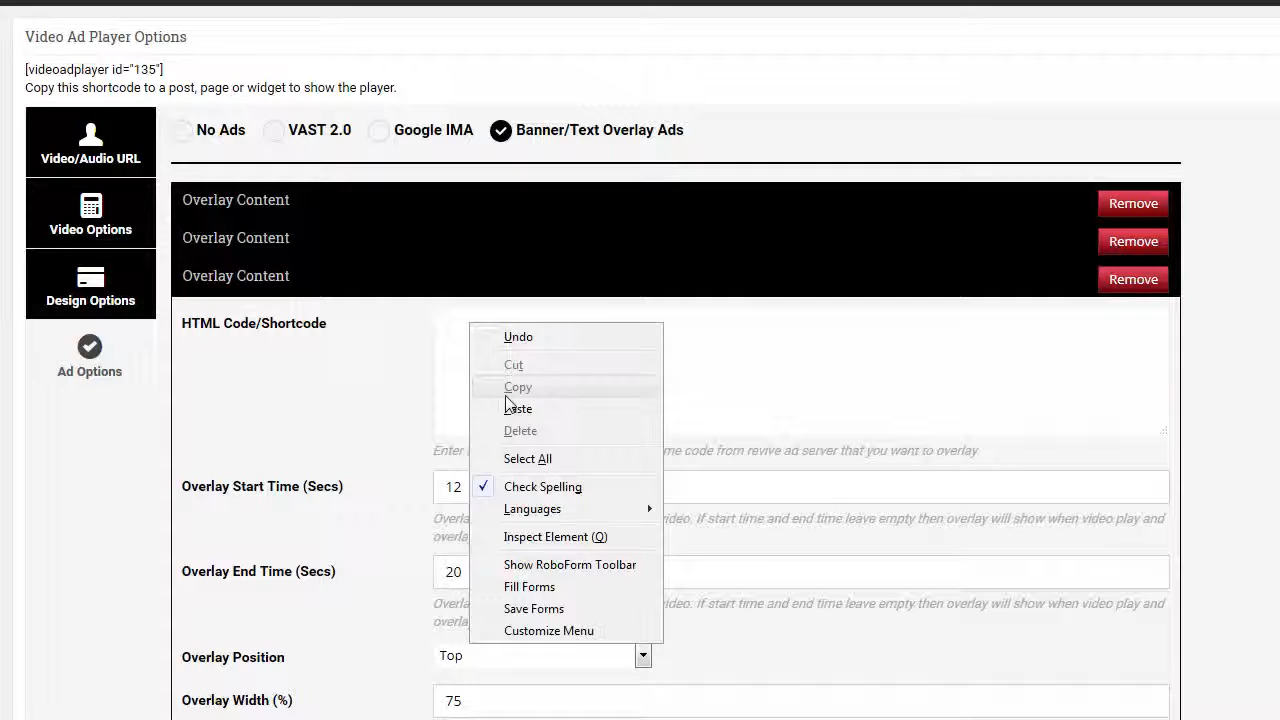 Video Ad Player Options
[videoadplayer id="135"]
Copy this shortcode to a post, page or widget to show the player.
Video/Audio URL
Video Options
Design Options
Ad Options
No Ads
VAST 2.0
Google IMA
Banner/Text Overlay Ads
Overlay Content
Remove
Overlay Content
Remove
Overlay Content
Remove
HTML Code/Shortcode
Enter
me code from revive ad server that you want to overlay
Undo
Cut
Copy
Paste
Delete
Select All
Check Spelling
Languages
Inspect Element (Q)
Show RoboForm Toolbar
Fill Forms
Save Forms
Customize Menu
Overlay Start Time (Secs)
12
ideo. If start time and end time leave empty then overlay will show when video play and
Overlay End Time (Secs)
20
ideo. If start time and end time leave empty then overlay will show when video play and
Overlay Position
Top
Overlay Width (%)
75